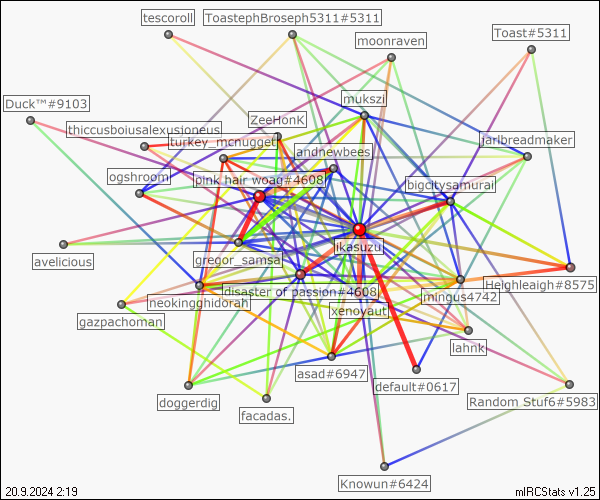 tescoroll
ToastephBroseph5311#5311
moonraven
Toast#5311
mukszi
Duck™#9103
ZeeHonK
thiccusboiusalexusioneus
turkey_mcnugget
jarlbreadmaker
andnewbees
ogshroom
pink hair woag#4608
bigcitysamurai
jikasuzu
gregor_samsa
avelicious
Heighleaigh#8575
disaster of passion#4608
mingus4742
neokingghidorah
xenovaut
gazpachoman
lahnk
asad#6947
default#0617
doggerdig
Random Stuf6#5983
facadas.
Knowun#6424
20.9.2024 2:19
mIRCStats v1.25